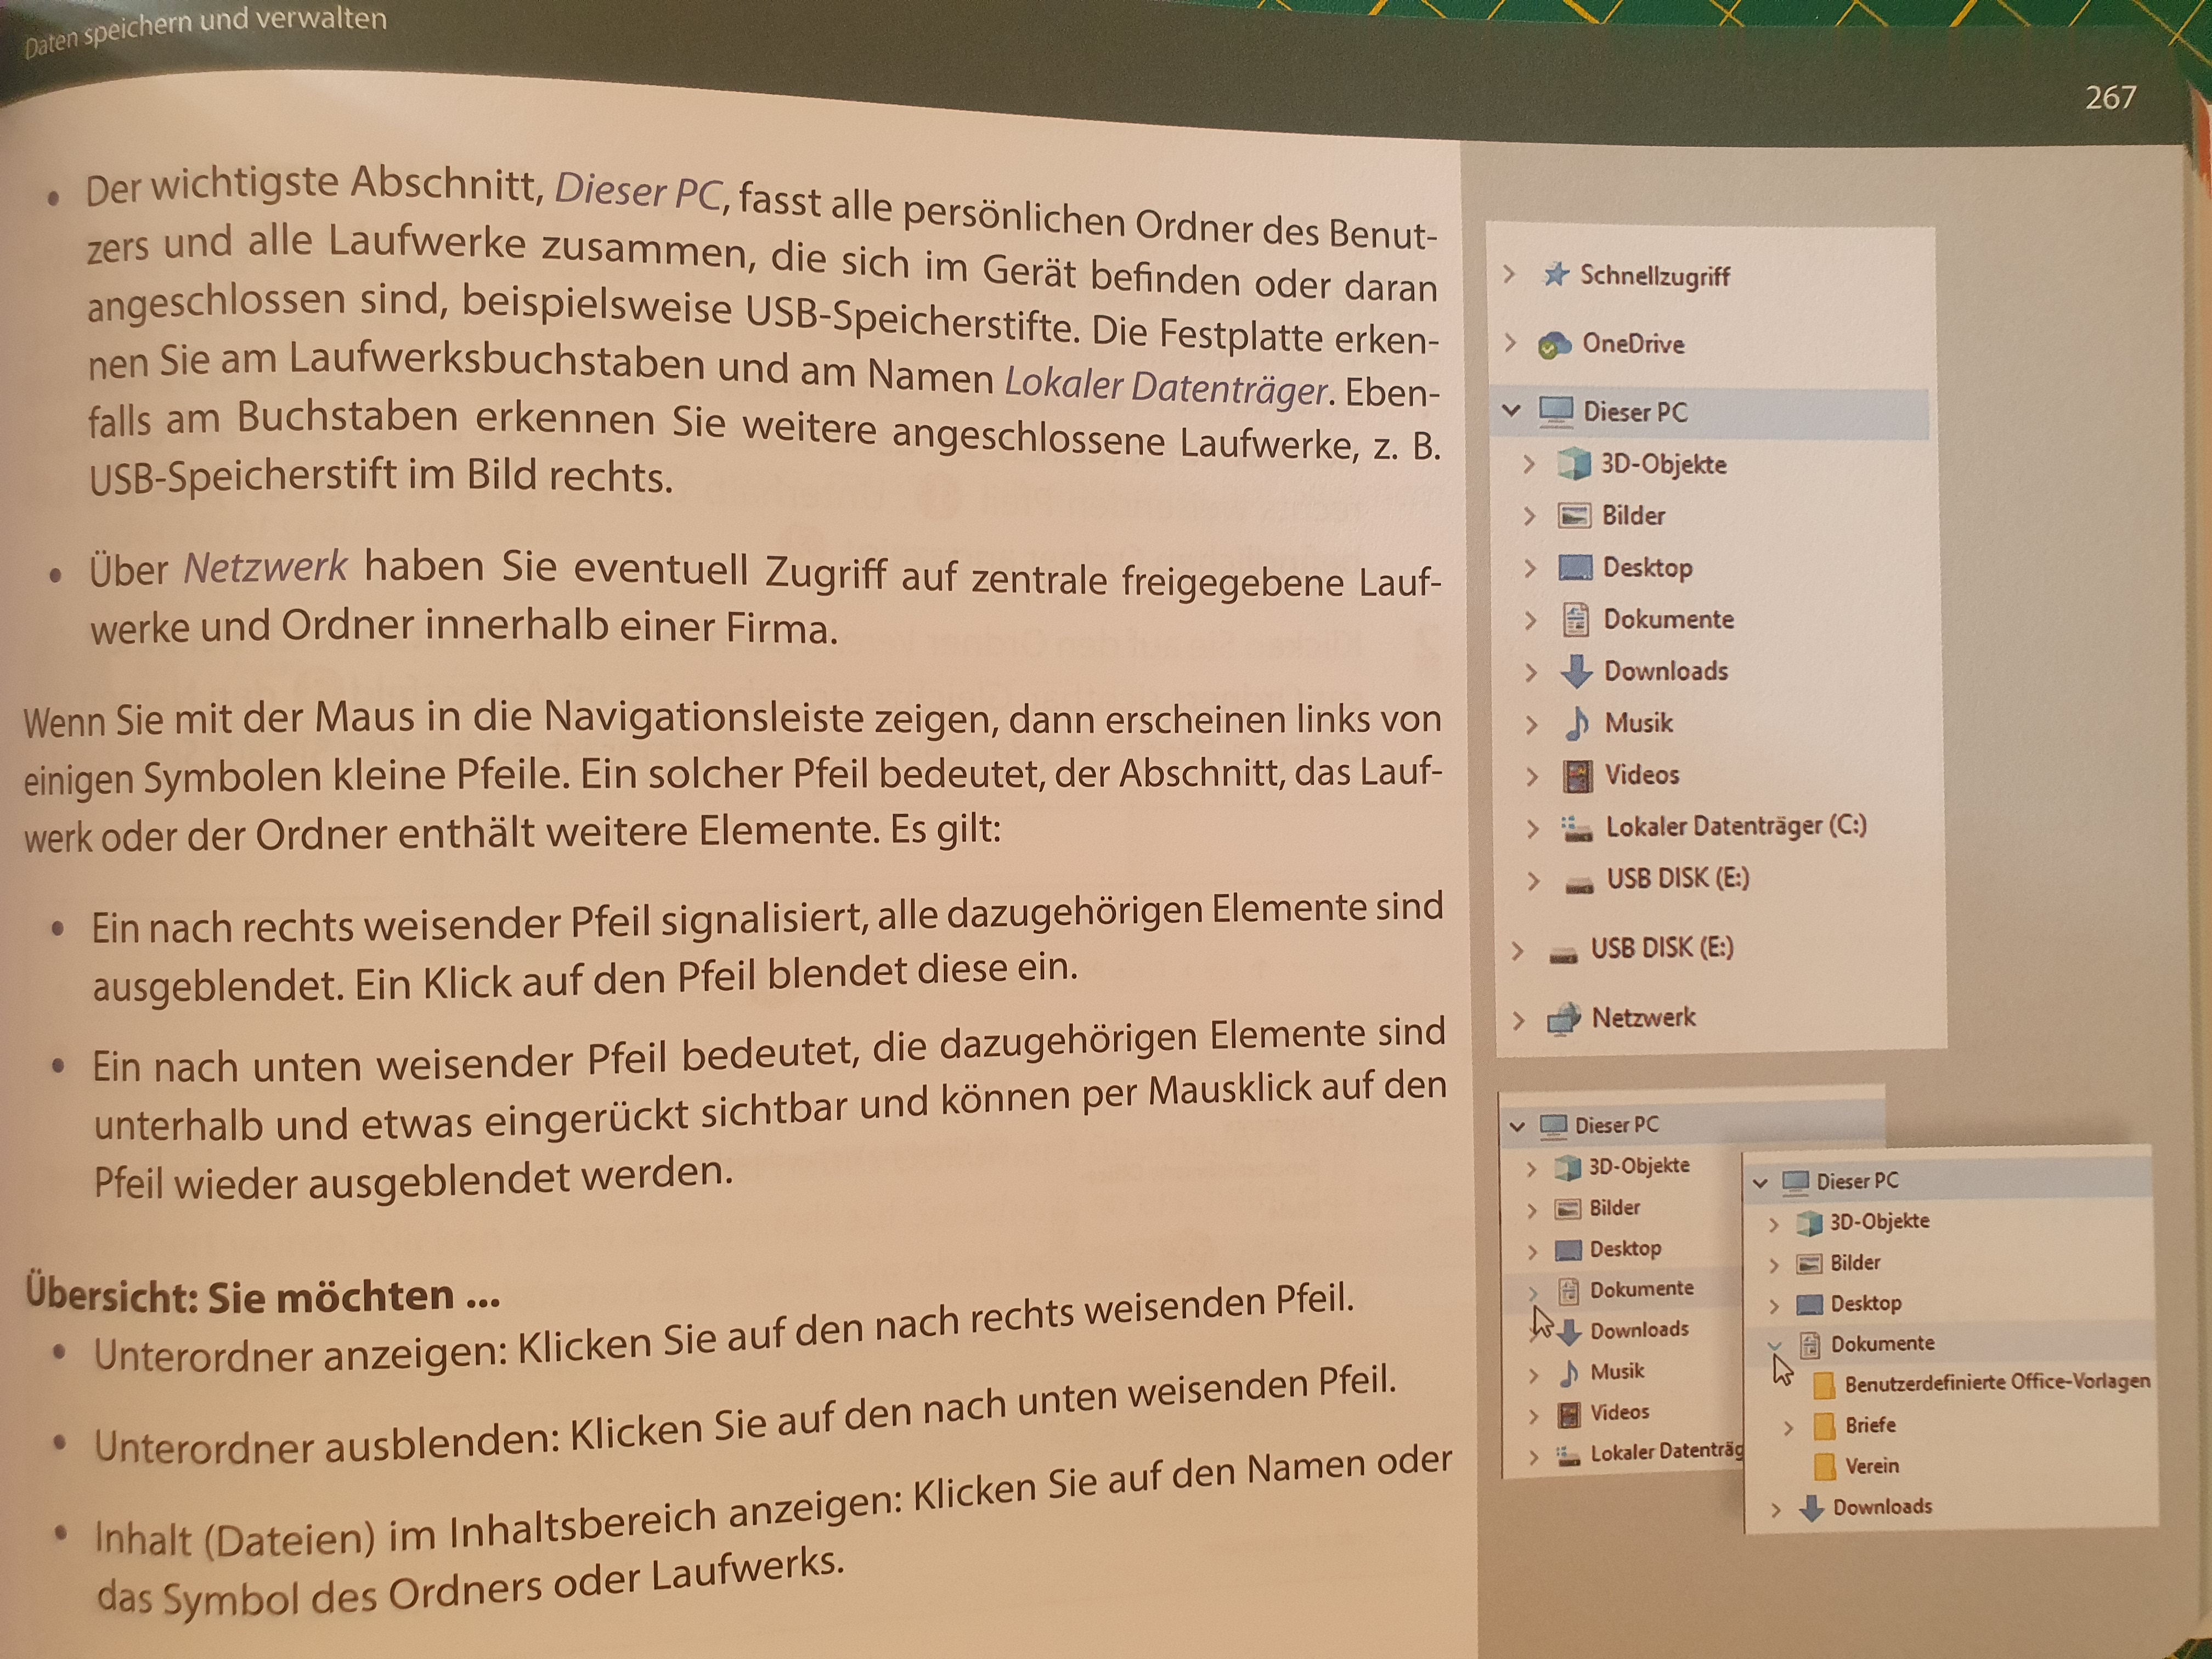 Daten speichern und verwalten
267
• Der wichtigste Abschnitt, Dieser PC, fasst alle persönlichen Ordner des Benut-
zers und alle Laufwerke zusammen, die sich im Gerät befinden oder daran
angeschlossen sind, beispielsweise USB-Speicherstifte. Die Festplatte erken-
nen Sie am Laufwerksbuchstaben und am Namen Lokaler Datenträger. Eben-
falls am Buchstaben erkennen Sie weitere angeschlossene Laufwerke, z. B.
USB-Speicherstift im Bild rechts.
• Über Netzwerk haben Sie eventuell Zugriff auf zentrale freigegebene Lauf-
werke und Ordner innerhalb einer Firma.
Wenn Sie mit der Maus in die Navigationsleiste zeigen, dann erscheinen links von
einigen Symbolen kleine Pfeile. Ein solcher Pfeil bedeutet, der Abschnitt, das Lauf-
werk oder der Ordner enthält weitere Elemente. Es gilt:
• Ein nach rechts weisender Pfeil signalisiert, alle dazugehörigen Elemente sind
ausgeblendet. Ein Klick auf den Pfeil blendet diese ein.
• Ein nach unten weisender Pfeil bedeutet, die dazugehörigen Elemente sind
unterhalb und etwas eingerückt sichtbar und können per Mausklick auf den
Pfeil wieder ausgeblendet werden.
Übersicht: Sie möchten ...
• Unterordner anzeigen: Klicken Sie auf den nach rechts weisenden Pfeil.
• Unterordner ausblenden: Klicken Sie auf den nach unten weisenden Pfeil.
• Inhalt (Dateien) im Inhaltsbereich anzeigen: Klicken Sie auf den Namen oder
das Symbol des Ordners oder Laufwerks.
Schnellzugriff
OneDrive
Dieser PC
3D-Objekte
Bilder
Desktop
Dokumente
Downloads
Musik
Videos
Lokaler Datenträger (C:)
USB DISK (E:)
USB DISK (E:)
Netzwerk
Dieser PC
3D-Objekte
Bilder
Desktop
Dokumente
Downloads
Musik
Videos
Lokaler Datenträg
Dieser PC
3D-Objekte
Bilder
Desktop
Dokumente
Benutzerdefinierte Office-Vorlagen
Briefe
Verein
Downloads